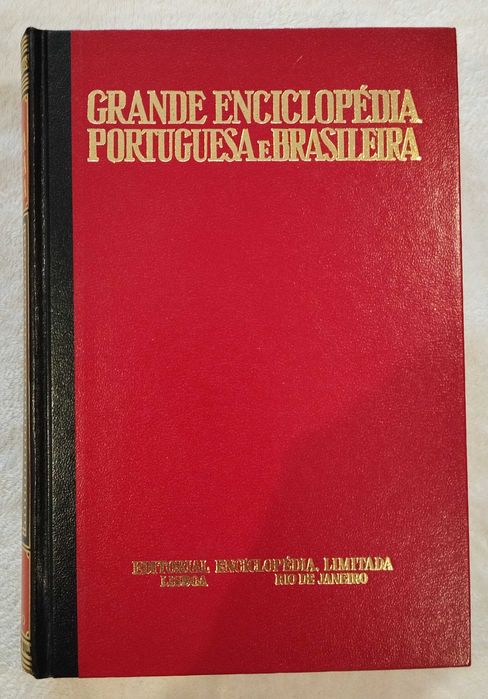 GRANDE ENCICLOPÉDIA
PORTUGUESA E BRASILEIRA
EDITORIAL ENCICLOPÉDIA, LIMITADA
LISBOA RIO DE JANEIRO